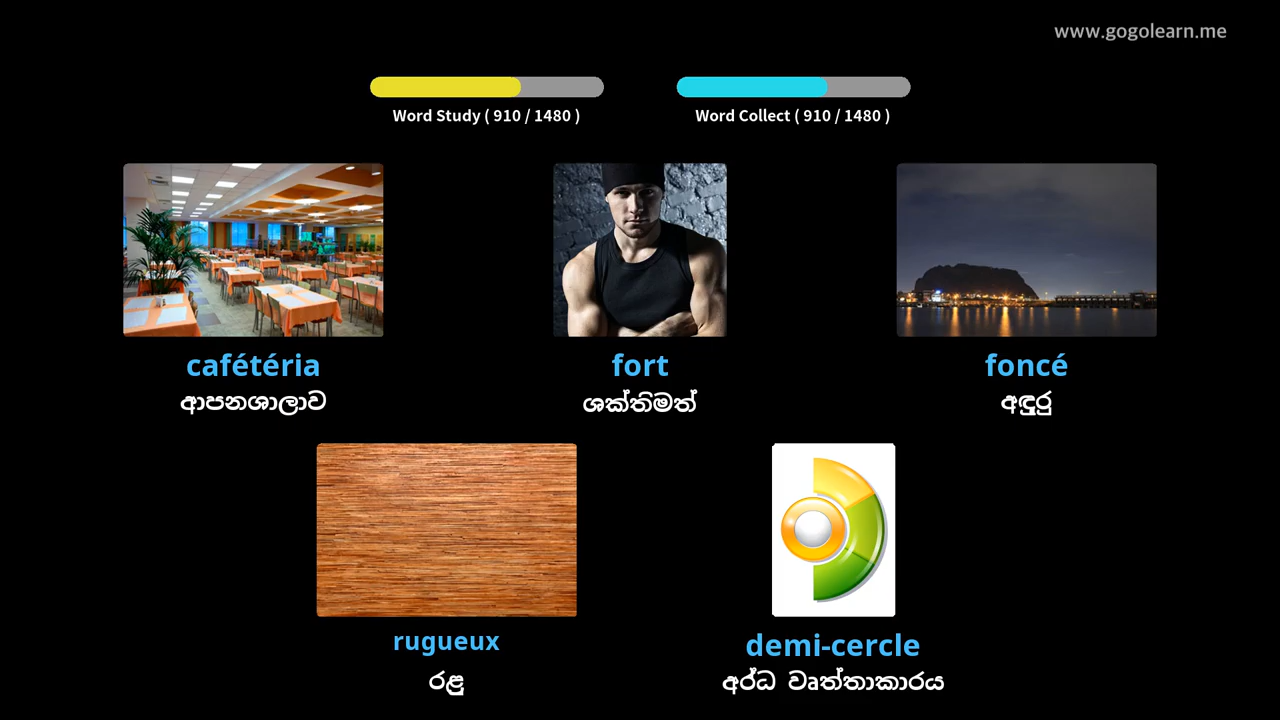 www.gogolearn.me
Word Study ( 910 / 1480 )
Word Collect ( 910 / 1480 )
cafétéria
ආපනශාලාව
fort
ශක්තිමත්
foncé
අඳුරු
rugueux
රළු
demi-cercle
අර්ධ වෘත්තාකාරය